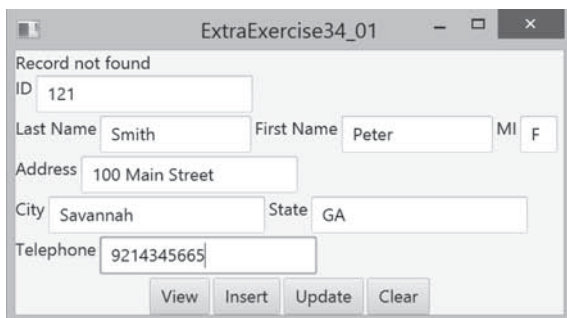 ExtraExercise34_01
Record not found
ID 121
Last Name Smith First Name Peter MI F
Address 100 Main Street
City Savannah State GA
Telephone 9214345665
View Insert Update Clear